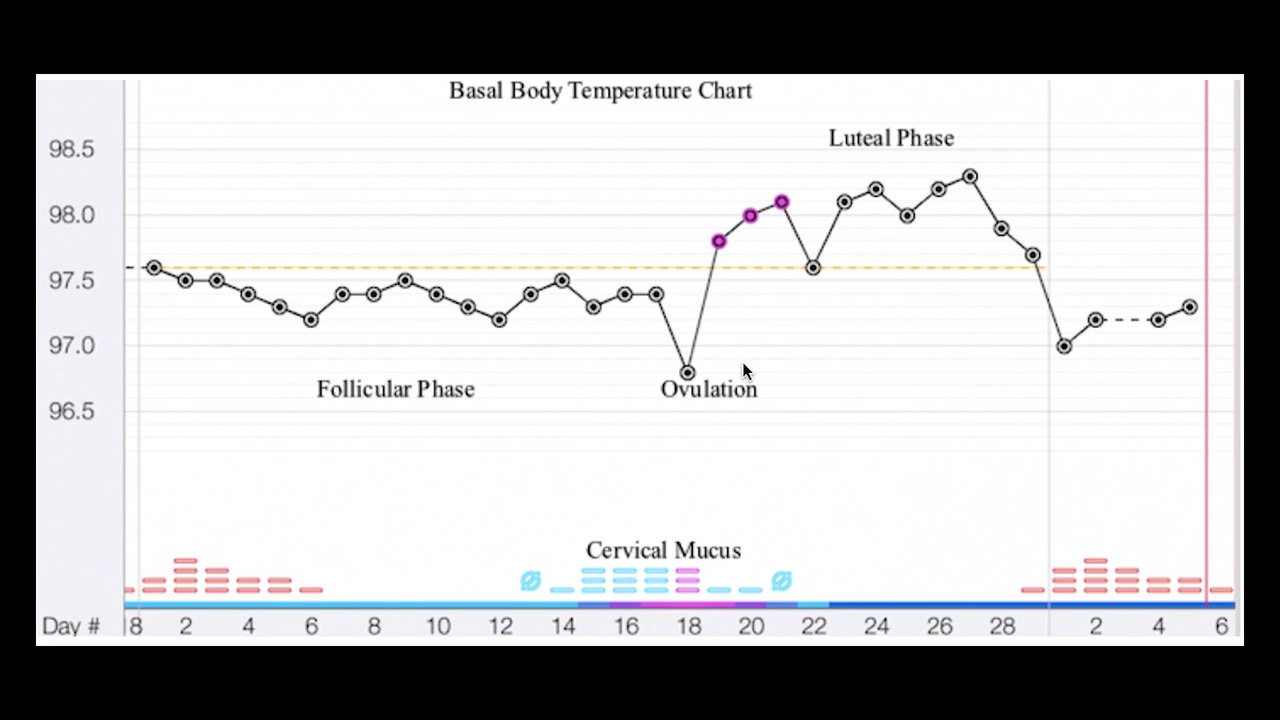 Basal Body Temperature Chart
Luteal Phase
98.5
98.0
97.5
97.0
96.5
Follicular Phase
Ovulation
Cervical Mucus
Day # 8 2 4 6 8 10 12 14 16 18 20 22 24 26 28 2 4 6